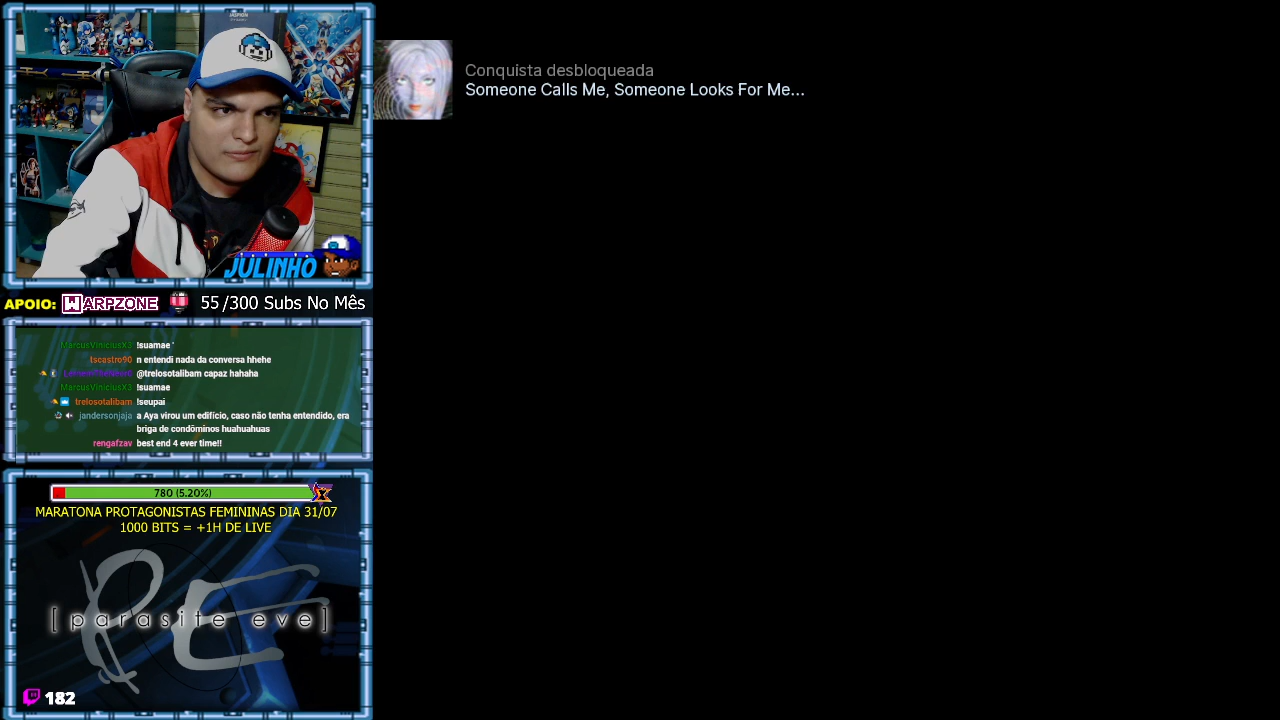 Conquista desbloqueada
Someone Calls Me, Someone Looks For Me...
JULINHO
APOIO: WARPZONE 55/300 Subs No Mês
MarcusViniciusX3 !suamae '
tscastro90 n entendi nada da conversa hhehe
@trelosotalibam capaz hahaha
MarcusViniciusX3 !suamae
trelosotalibam !seupai
jandersonjaja a Aya virou um edifício, caso não tenha entendido, era
briga de condôminos huahuahuas
rengafzav best end 4 ever time!!
780 (5.20%)
MARATONA PROTAGONISTAS FEMININAS DIA 31/07
1000 BITS = +1H DE LIVE
PE
[parasite eve]
182